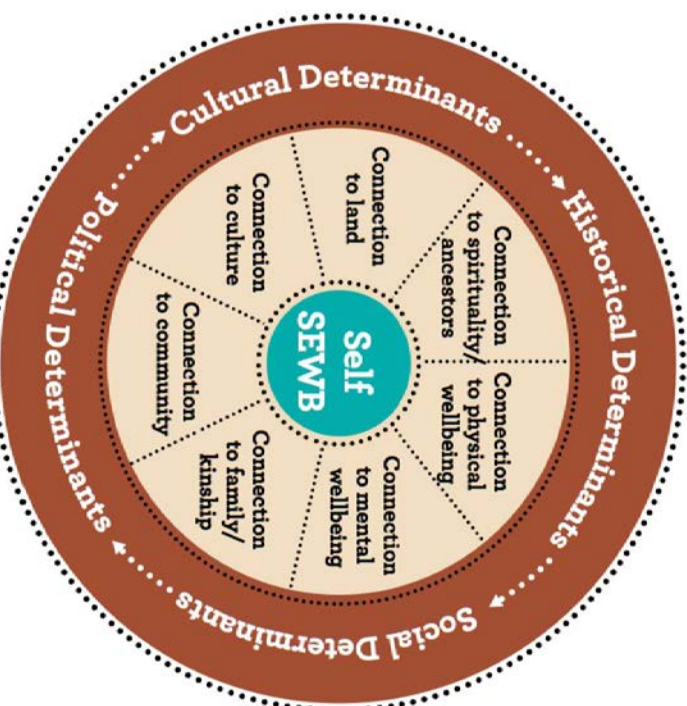 Cultural Determinants
Historical Determinants
Social Determinants
Political Determinants
Connection
to spirituality/
ancestors
Connection
to physical
wellbeing
Connection
to mental
wellbeing
Connection
to family/
kinship
Connection
to community
Connection
to culture
Connection
to land
Self
SEWB